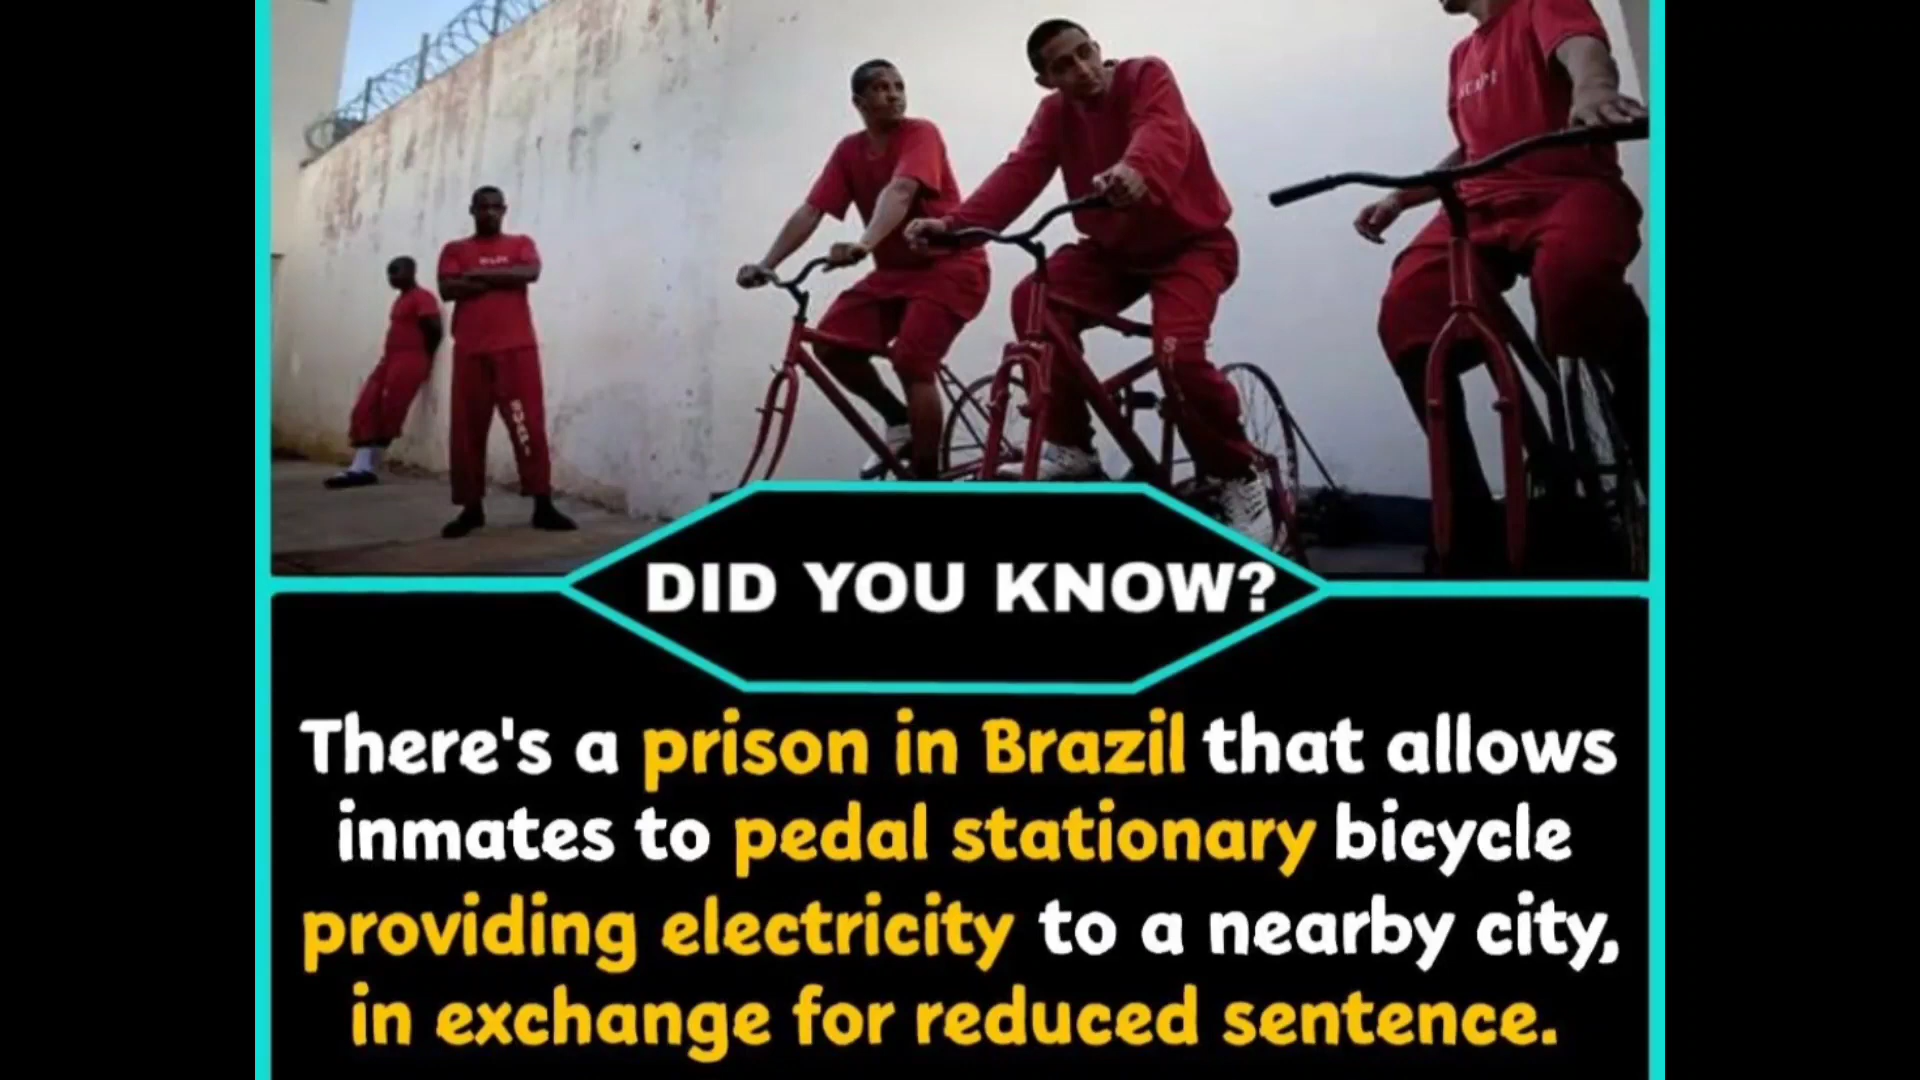 DID YOU KNOW?
There's a prison in Brazil that allows
inmates to pedal stationary bicycle
providing electricity to a nearby city,
in exchange for reduced sentence.